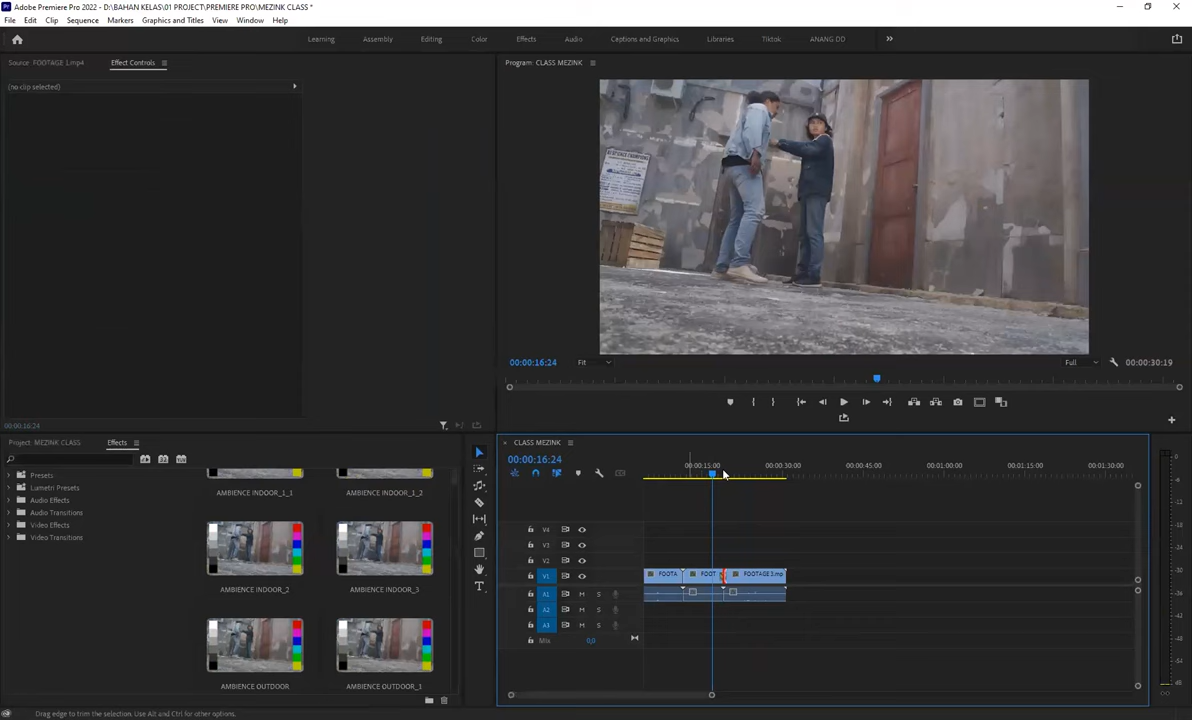 Adobe Premiere Pro 2022 - D:\BAHAN KELAS\01 PROJECT\PREMIERE PRO\MEZINK CLASS *
File Edit Clip Sequence Markers Graphics and Titles View Window Help
Learning Assembly Editing Color Effects Audio Captions and Graphics Libraries Tiktok ANANG DD
Source: FOOTAGE 1.mp4 Effect Controls
Program: CLASS MEZINK
(no clip selected)
00:00:16:24 Fit Full 00:00:30:19
00:00:16:24
Project: MEZINK CLASS Effects
Presets
Lumetri Presets
Audio Effects
Audio Transitions
Video Effects
Video Transitions
AMBIENCE INDOOR_1_1 AMBIENCE INDOOR_1_2
AMBIENCE INDOOR_2 AMBIENCE INDOOR_3
AMBIENCE OUTDOOR AMBIENCE OUTDOOR_1
CLASS MEZINK
00:00:16:24
00:00:15:00 00:00:30:00 00:00:45:00 00:01:00:00 00:01:15:00 00:01:30:00
V4
V3
V2
V1 FOOTA FOOT FOOTAGE 3.mp
A1 M S
A2 M S
A3 M S
Mix 0,0
Drag edge to trim the selection. Use Alt and Ctrl for other options.